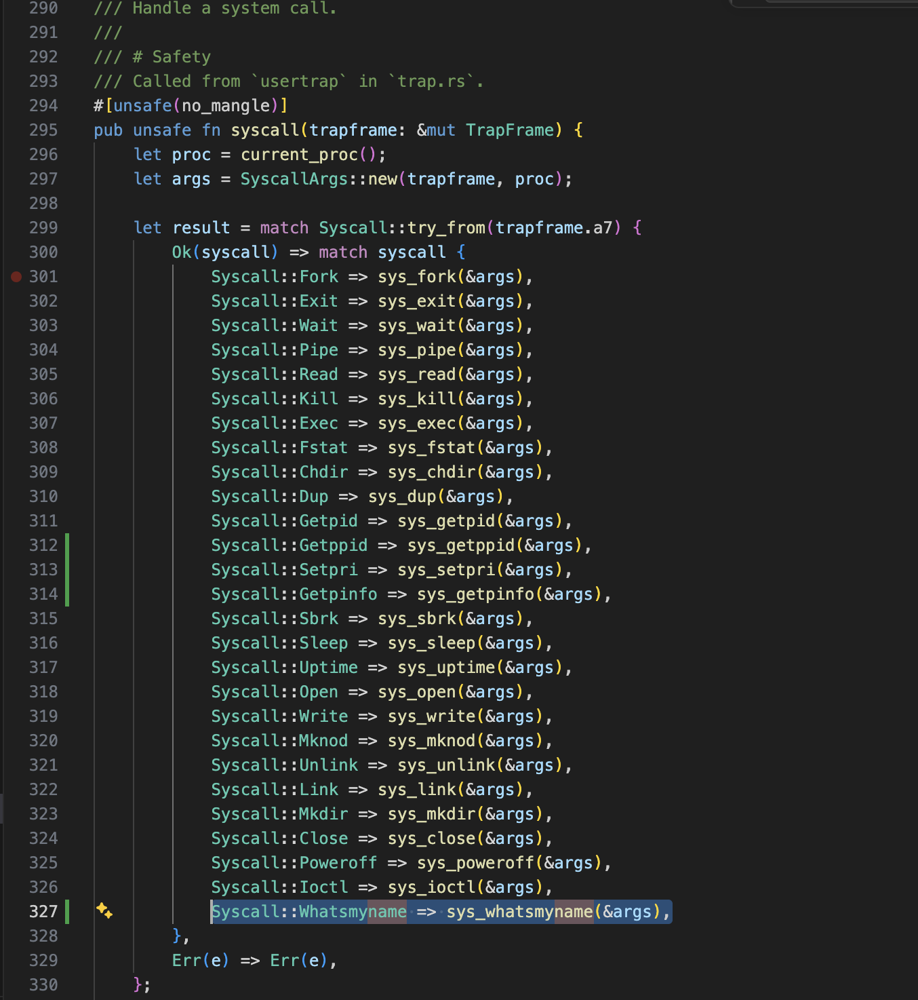 290 /// Handle a system call.
291 ///
292 /// # Safety
293 /// Called from `usertrap` in `trap.rs`.
294 #[unsafe(no_mangle)]
295 pub unsafe fn syscall(trapframe: &mut TrapFrame) {
296     let proc = current_proc();
297     let args = SyscallArgs::new(trapframe, proc);
298
299     let result = match Syscall::try_from(trapframe.a7) {
300         Ok(syscall) => match syscall {
301             Syscall::Fork => sys_fork(&args),
302             Syscall::Exit => sys_exit(&args),
303             Syscall::Wait => sys_wait(&args),
304             Syscall::Pipe => sys_pipe(&args),
305             Syscall::Read => sys_read(&args),
306             Syscall::Kill => sys_kill(&args),
307             Syscall::Exec => sys_exec(&args),
308             Syscall::Fstat => sys_fstat(&args),
309             Syscall::Chdir => sys_chdir(&args),
310             Syscall::Dup => sys_dup(&args),
311             Syscall::Getpid => sys_getpid(&args),
312             Syscall::Getppid => sys_getppid(&args),
313             Syscall::Setpri => sys_setpri(&args),
314             Syscall::Getpinfo => sys_getpinfo(&args),
315             Syscall::Sbrk => sys_sbrk(&args),
316             Syscall::Sleep => sys_sleep(&args),
317             Syscall::Uptime => sys_uptime(&args),
318             Syscall::Open => sys_open(&args),
319             Syscall::Write => sys_write(&args),
320             Syscall::Mknod => sys_mknod(&args),
321             Syscall::Unlink => sys_unlink(&args),
322             Syscall::Link => sys_link(&args),
323             Syscall::Mkdir => sys_mkdir(&args),
324             Syscall::Close => sys_close(&args),
325             Syscall::Poweroff => sys_poweroff(&args),
326             Syscall::Ioctl => sys_ioctl(&args),
327             Syscall::Whatsmyname => sys_whatsmyname(&args),
328         },
329         Err(e) => Err(e),
330     };